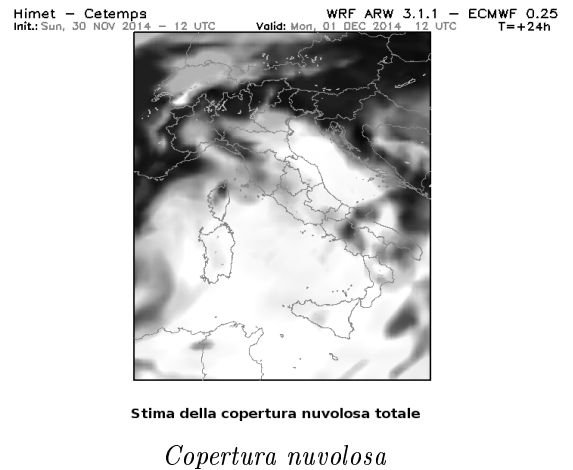 Himet – Cetemps WRF ARW 3.1.1 – ECMWF 0.25
Init.: Sun, 30 NOV 2014 – 12 UTC Valid: Mon, 01 DEC 2014 12 UTC T=+24h
Stima della copertura nuvolosa totale
Copertura nuvolosa